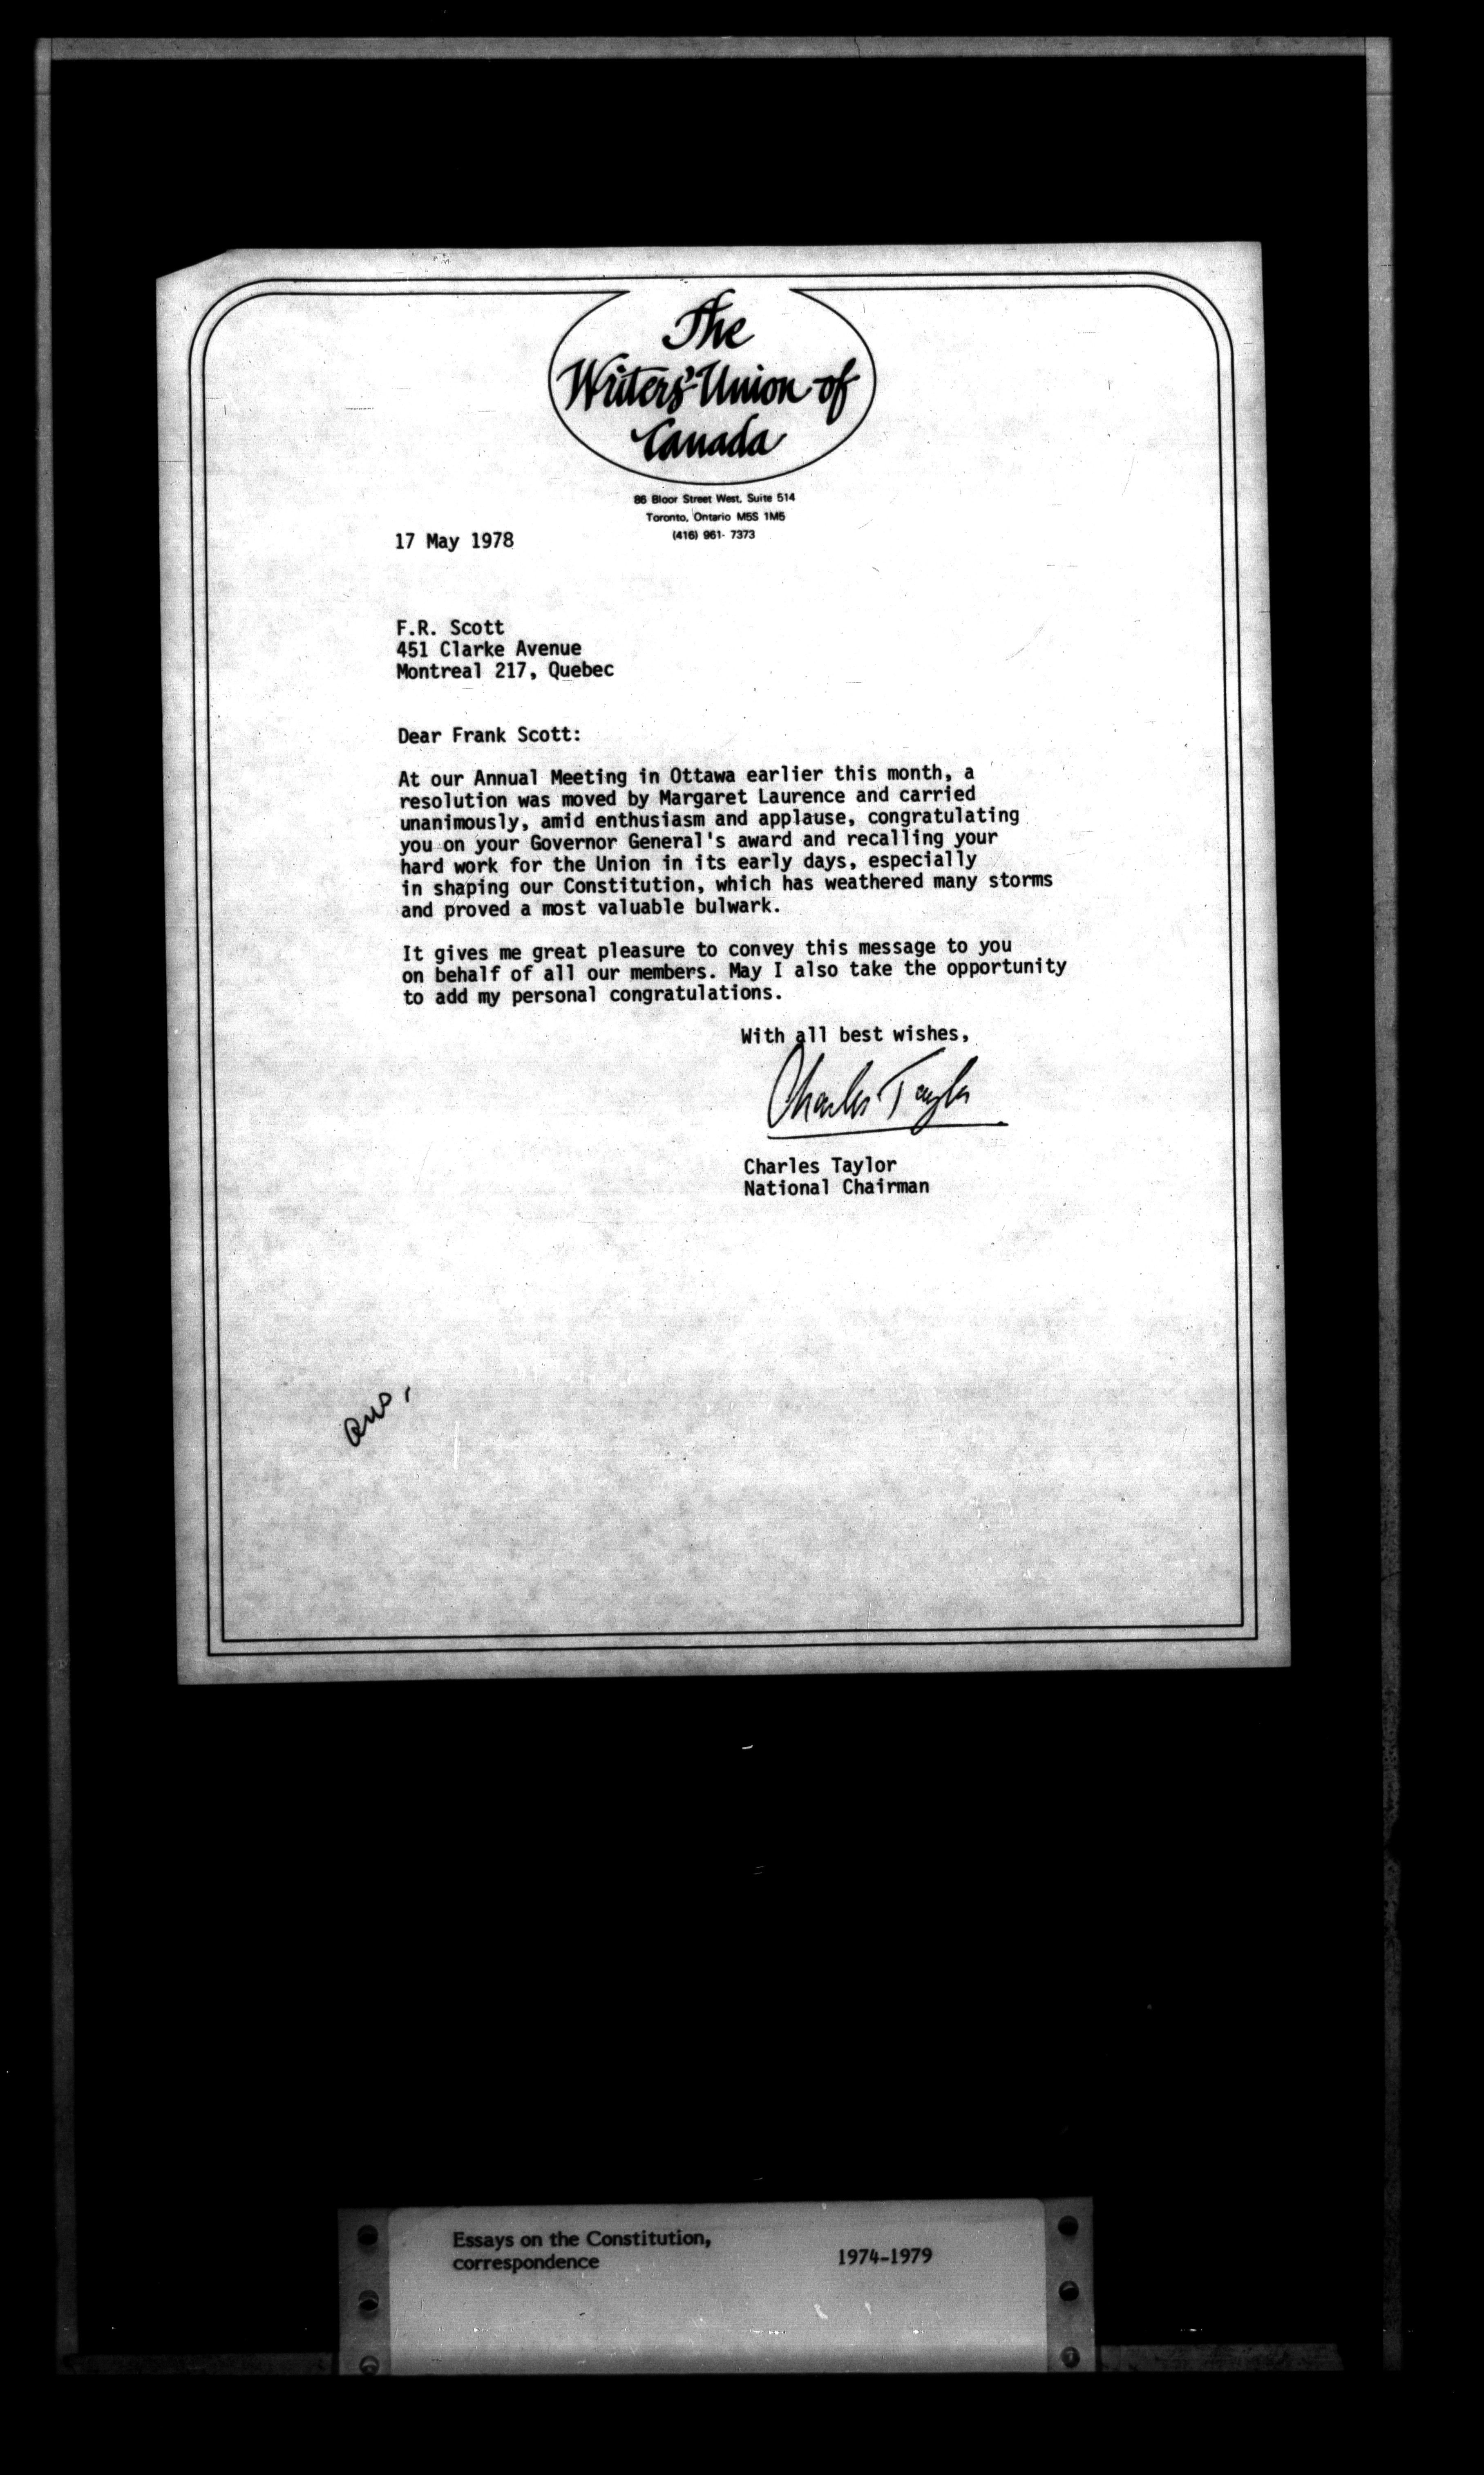 The
Writers' Union of
Canada
86 Bloor Street West, Suite 514
Toronto, Ontario M5S 1M5
(416) 961- 7373
17 May 1978
F.R. Scott
451 Clarke Avenue
Montreal 217, Quebec
Dear Frank Scott:
At our Annual Meeting in Ottawa earlier this month, a
resolution was moved by Margaret Laurence and carried
unanimously, amid enthusiasm and applause, congratulating
you on your Governor General's award and recalling your
hard work for the Union in its early days, especially
in shaping our Constitution, which has weathered many storms
and proved a most valuable bulwark.
It gives me great pleasure to convey this message to you
on behalf of all our members. May I also take the opportunity
to add my personal congratulations.
With all best wishes,
Charles Taylor
Charles Taylor
National Chairman
ans.
Essays on the Constitution,
correspondence 1974-1979